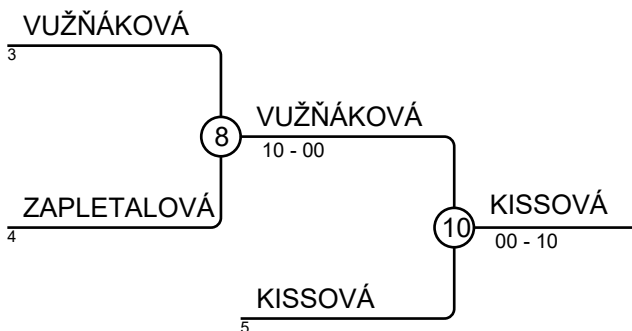 VUŽŇÁKOVÁ
3
8
VUŽŇÁKOVÁ
10 - 00
ZAPLETALOVÁ
4
10
KISSOVÁ
00 - 10
KISSOVÁ
5